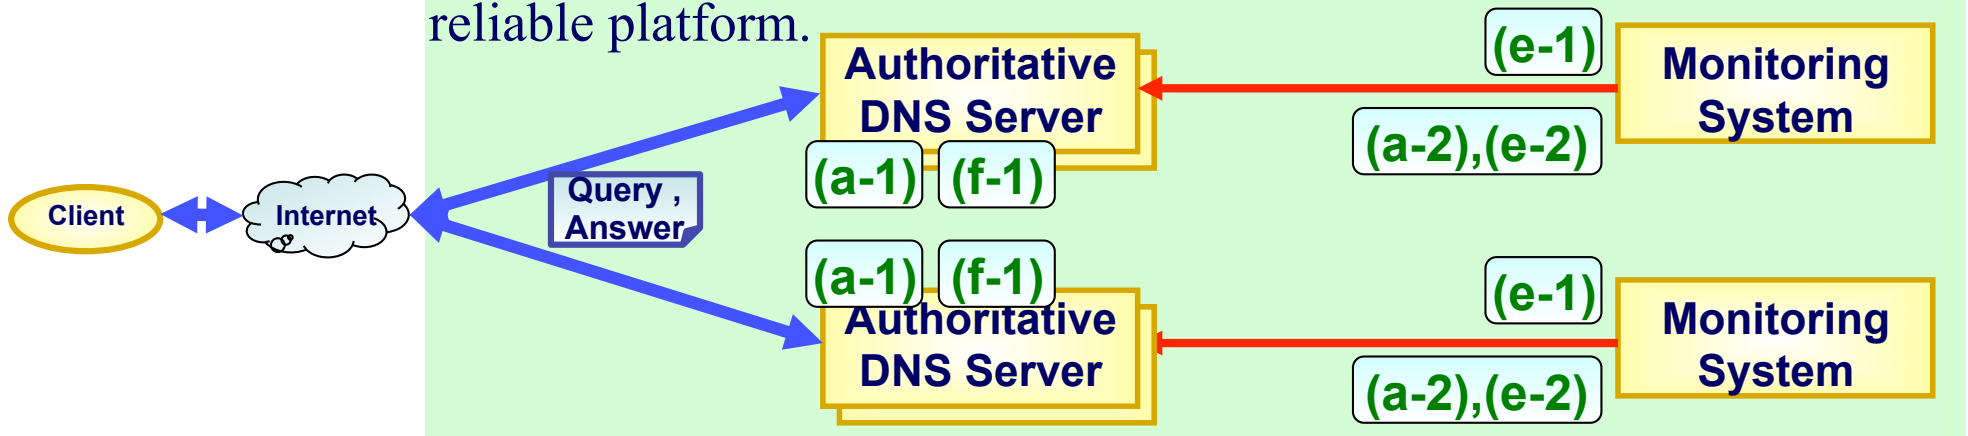 reliable platform.
Authoritative
DNS Server
(e-1)
Monitoring
System
(a-2),(e-2)
(a-1)
(f-1)
Query ,
Answer
Client
Internet
(a-1)
(f-1)
Authoritative
DNS Server
(e-1)
Monitoring
System
(a-2),(e-2)